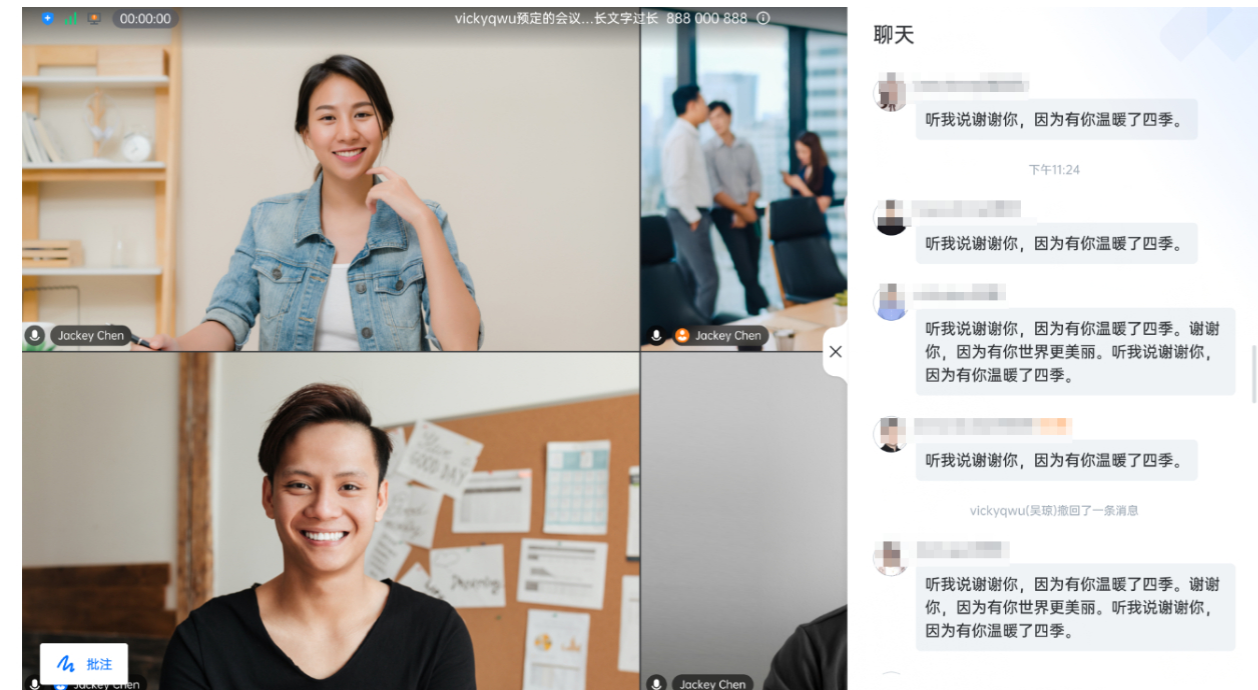 00:00:00
vickyqwu预定的会议...长文字过长 888 000 888
Jackey Chen
Jackey Chen
GOOD DAY
Dreaming
批注
Jackey Chen
Jackey Chen
聊天
听我说谢谢你，因为有你温暖了四季。
下午11:24
听我说谢谢你，因为有你温暖了四季。
听我说谢谢你，因为有你温暖了四季。谢谢
你，因为有你世界更美丽。听我说谢谢你，
因为有你温暖了四季。
听我说谢谢你，因为有你温暖了四季。
vickyqwu(吴琼)撤回了一条消息
听我说谢谢你，因为有你温暖了四季。谢谢
你，因为有你世界更美丽。听我说谢谢你，
因为有你温暖了四季。